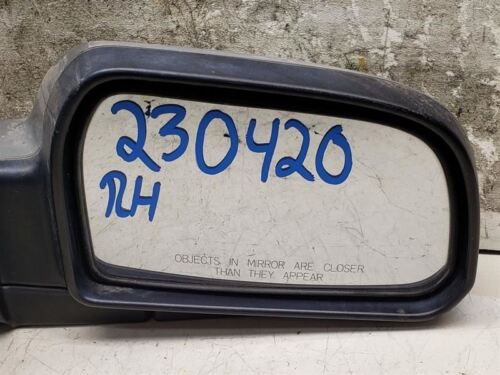 230420
RH
OBJECTS IN MIRROR ARE CLOSER
THAN THEY APPEAR